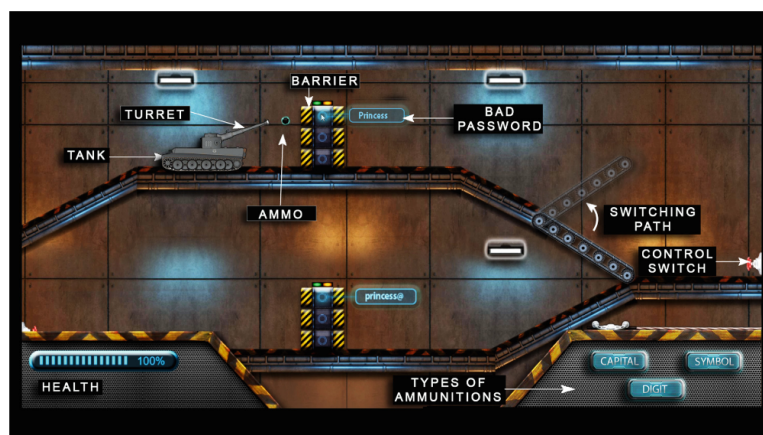 BARRIER
TURRET
Princess
BAD
PASSWORD
TANK
AMMO
SWITCHING
PATH
CONTROL
SWITCH
princess@
100%
HEALTH
TYPES OF
AMMUNITIONS
CAPITAL
SYMBOL
DIGIT